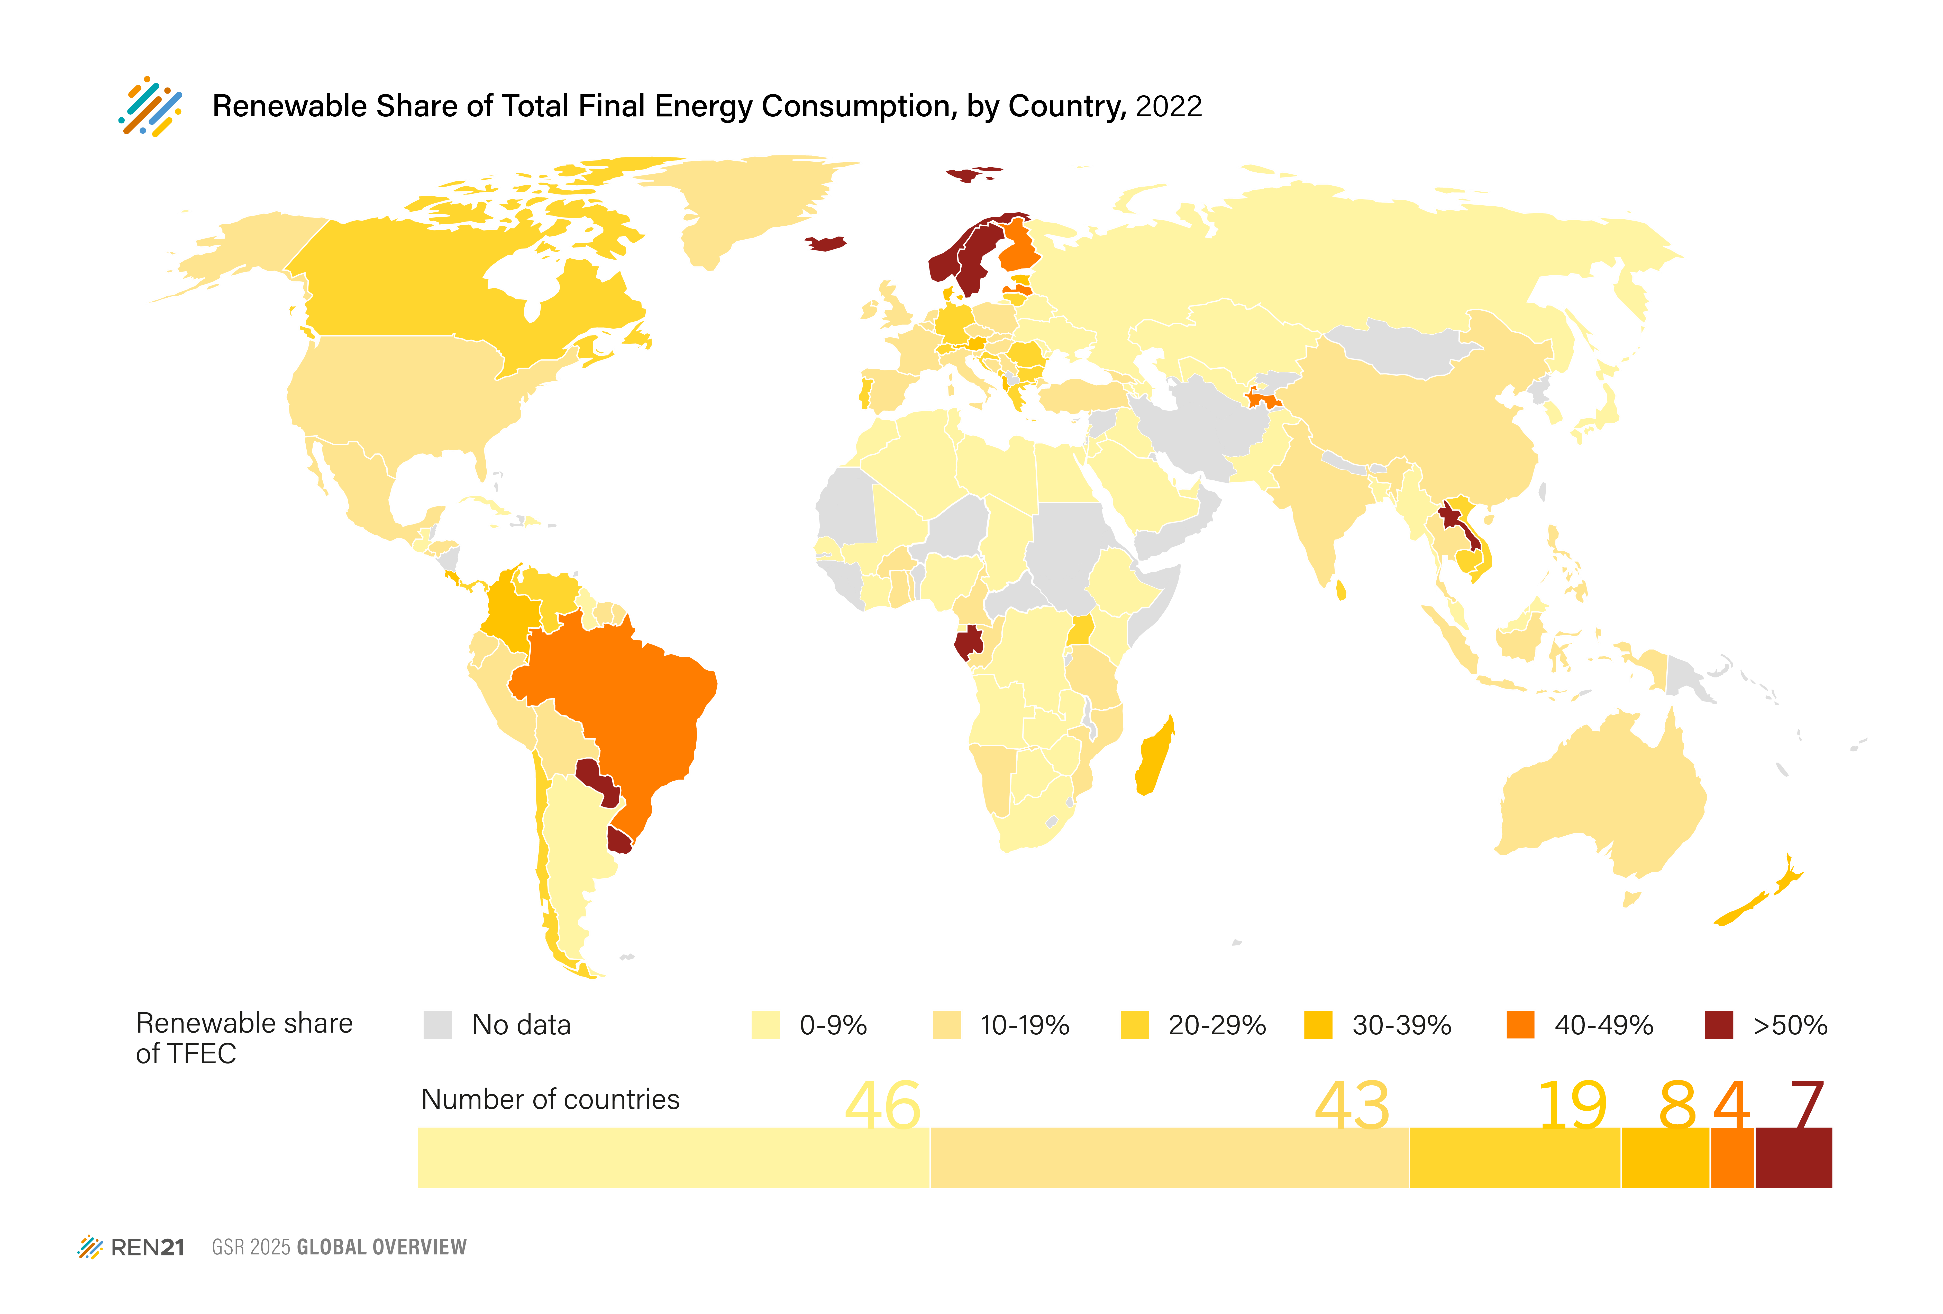 Renewable Share of Total Final Energy Consumption, by Country, 2022
Renewable share
of TFEC
No data
0-9%
10-19%
20-29%
30-39%
40-49%
>50%
Number of countries
46
43
19
8
4
7
REN21
GSR 2025 GLOBAL OVERVIEW